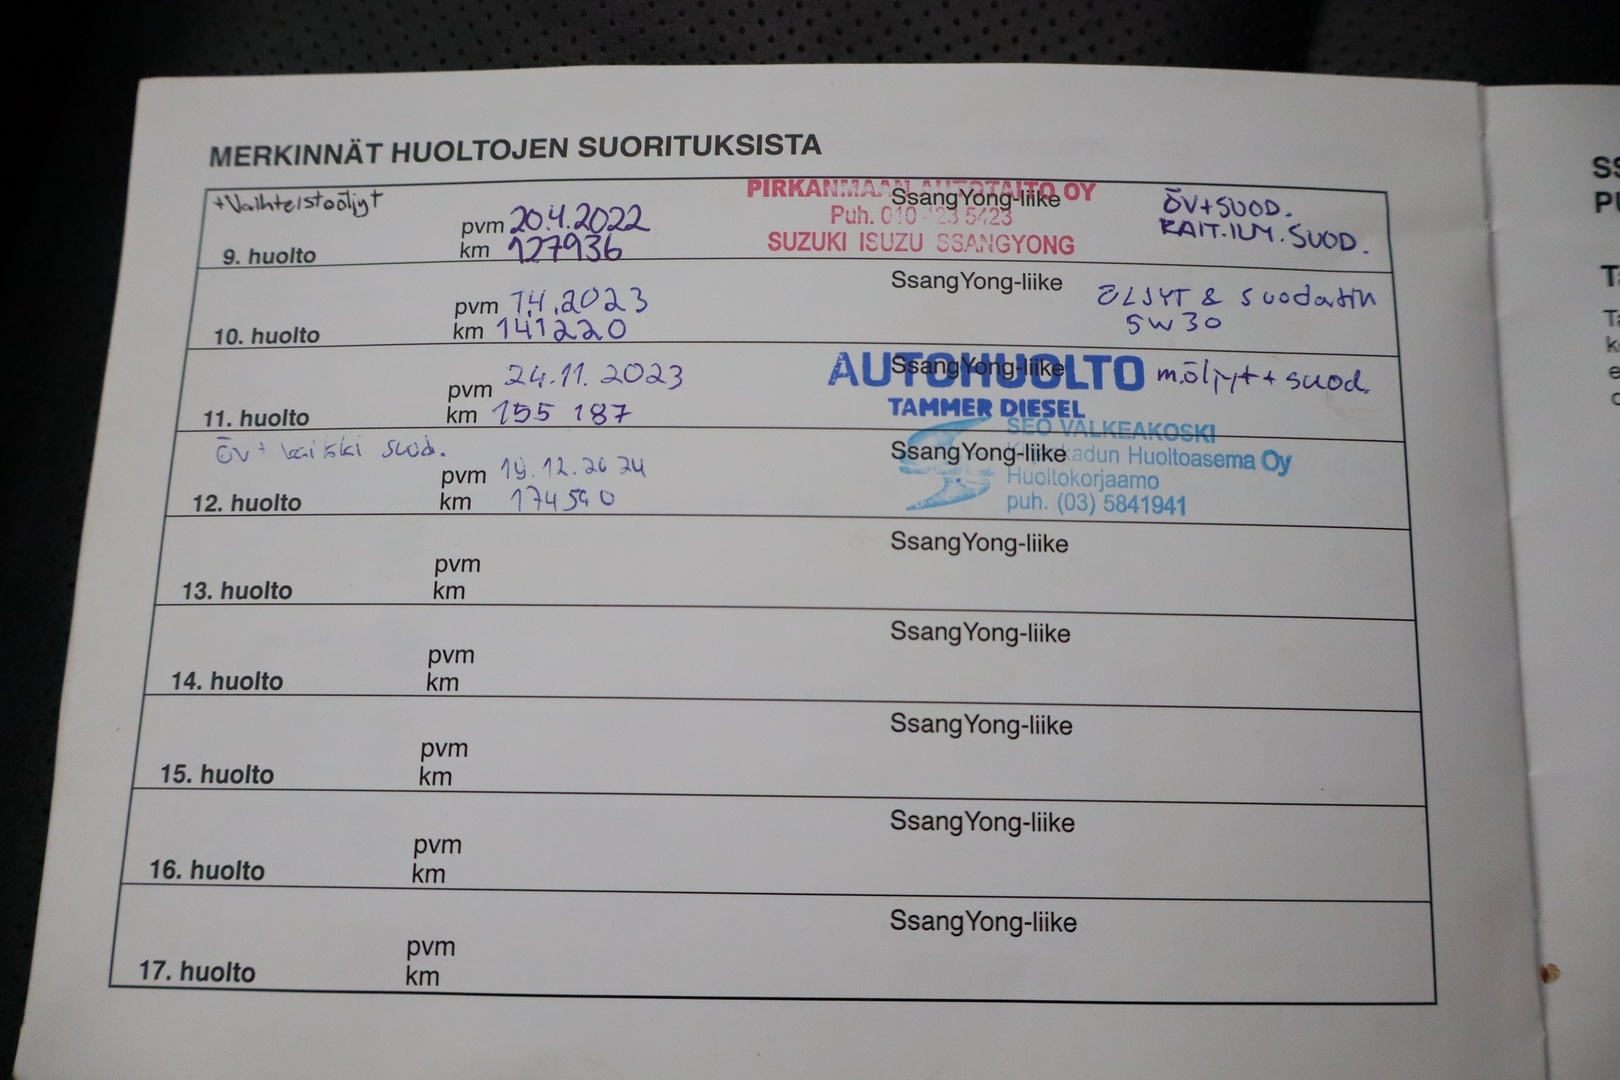 MERKINNÄT HUOLTOJEN SUORITUKSISTA
+Vaihteistoöljyt
9. huolto
pvm 20.4.2022
km 127936
SsangYong-liike
PIRKANMAAN AUTOTAITO OY
Puh. 010 423 5423
SUZUKI ISUZU SSANGYONG
ÖV+SUOD.
RAIT.ILM.SUOD.
10. huolto
pvm 7.4.2023
km 141220
SsangYong-liike
ÖLJYT & suodatin
5W30
11. huolto
pvm 24.11.2023
km 155 187
SsangYong-liike
AUTOHUOLTO
TAMMER DIESEL
m.öljyt + suod.
öv + kaikki suod.
12. huolto
pvm 19.12.2024
km 174590
SsangYong-liike
SEO VALKEAKOSKI
Huoltoasema Oy
Huoltokorjaamo
puh. (03) 5841941
13. huolto
pvm
km
SsangYong-liike
14. huolto
pvm
km
SsangYong-liike
15. huolto
pvm
km
SsangYong-liike
16. huolto
pvm
km
SsangYong-liike
17. huolto
pvm
km
SsangYong-liike